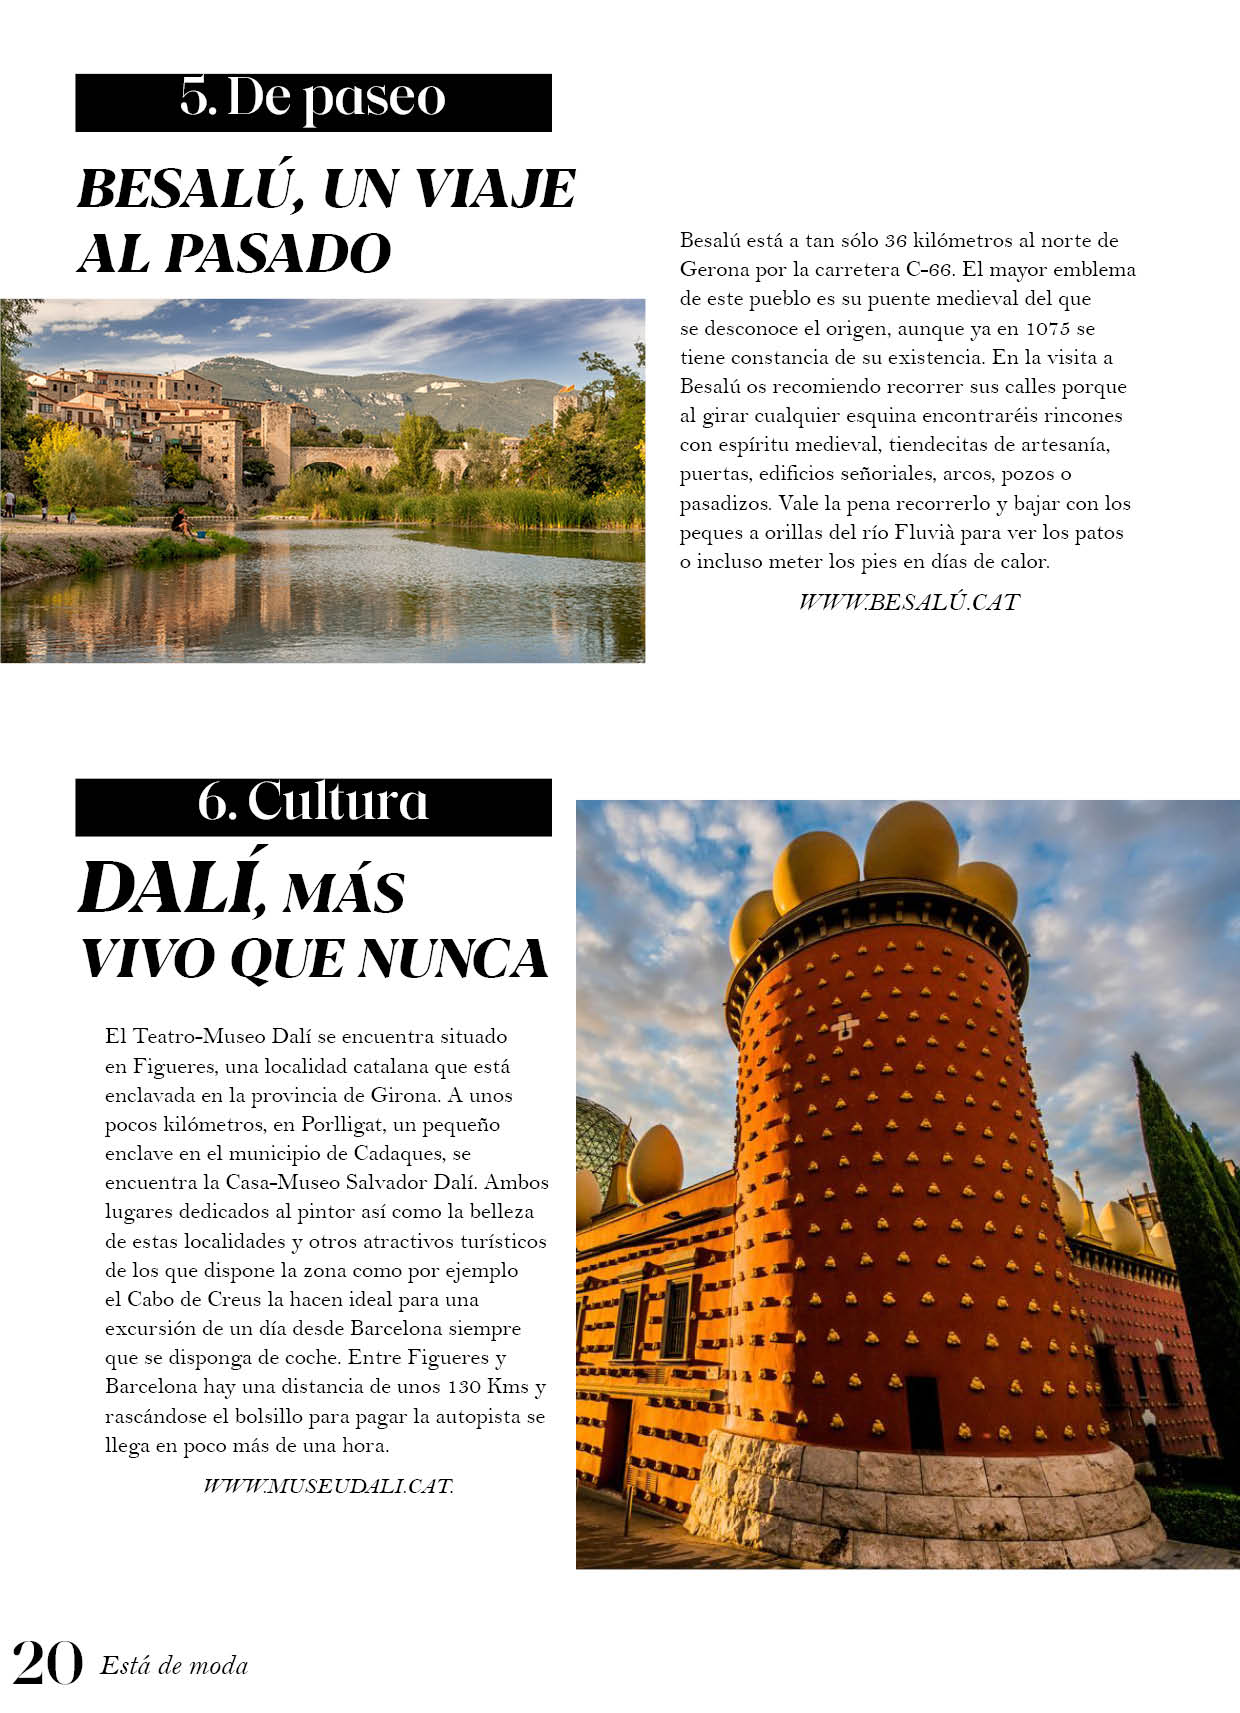 5. De paseo
BESALÚ, UN VIAJE
AL PASADO
Besalú está a tan sólo 36 kilómetros al norte de
Gerona por la carretera C-66. El mayor emblema
de este pueblo es su puente medieval del que
se desconoce el origen, aunque ya en 1075 se
tiene constancia de su existencia. En la visita a
Besalú os recomiendo recorrer sus calles porque
al girar cualquier esquina encontraréis rincones
con espíritu medieval, tiendecitas de artesanía,
puertas, edificios señoriales, arcos, pozos o
pasadizos. Vale la pena recorrerlo y bajar con los
peques a orillas del río Fluvià para ver los patos
o incluso meter los pies en días de calor.
WWW.BESALÚ.CAT
6. Cultura
DALÍ, MÁS
VIVO QUE NUNCA
El Teatro-Museo Dalí se encuentra situado
en Figueres, una localidad catalana que está
enclavada en la provincia de Girona. A unos
pocos kilómetros, en Porlligat, un pequeño
enclave en el municipio de Cadaques, se
encuentra la Casa-Museo Salvador Dalí. Ambos
lugares dedicados al pintor así como la belleza
de estas localidades y otros atractivos turísticos
de los que dispone la zona como por ejemplo
el Cabo de Creus la hacen ideal para una
excursión de un día desde Barcelona siempre
que se disponga de coche. Entre Figueres y
Barcelona hay una distancia de unos 130 Kms y
rascándose el bolsillo para pagar la autopista se
llega en poco más de una hora.
WWW.MUSEUDALI.CAT.
20 Está de moda